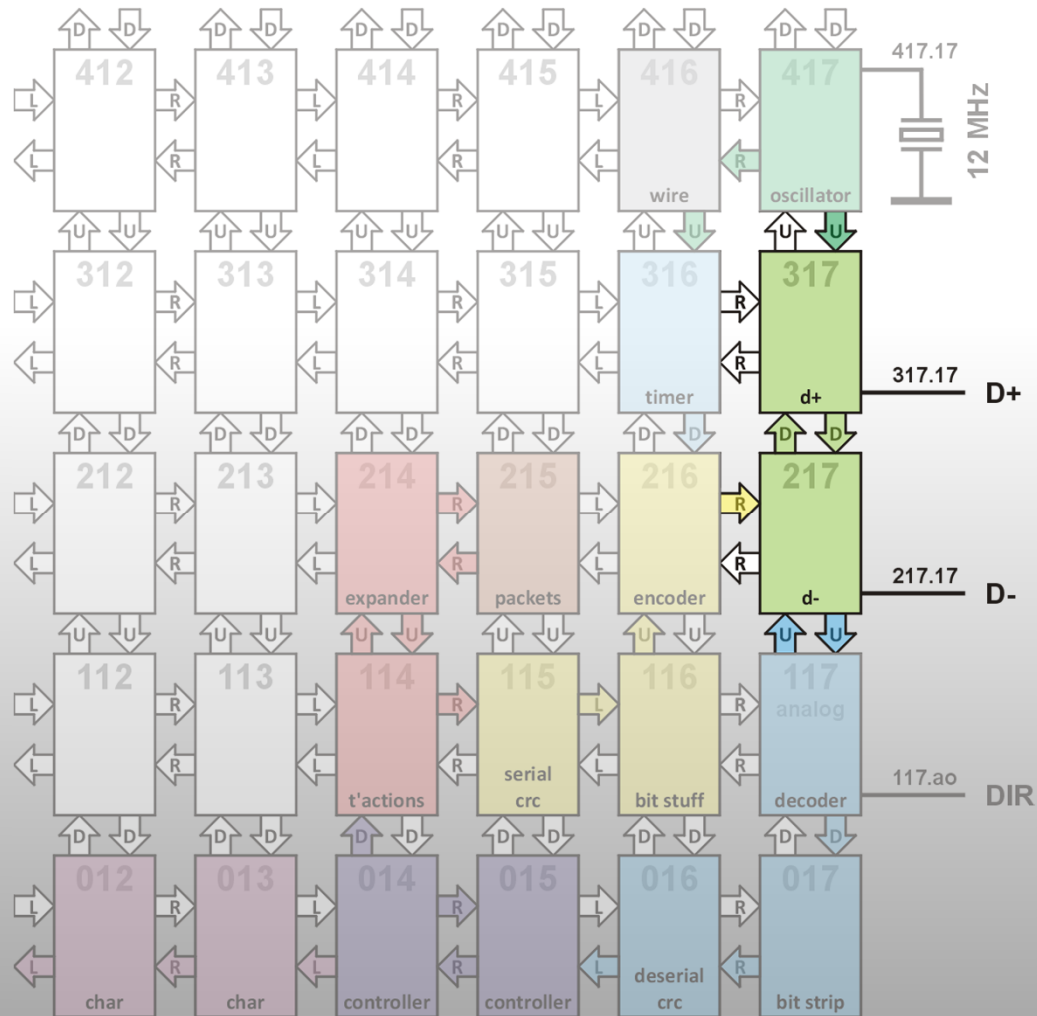 D D D D D D D D D D D D
412 413 414 415 416 417 417.17
L R L R L R
12 MHz
L R L R L R
wire oscillator
U U U U U U U U U U U U
312 313 314 315 316 317
L R L R L R
L R L R L R
317.17 D+
timer d+
D D D D D D D D D D D D
212 213 214 215 216 217
L R L R L R
L R L R L R
217.17 D-
expander packets encoder d-
U U U U U U U U U U U U
112 113 114 115 116 117
analog
L R L R L R
L R L R L R
serial
117.ao DIR
t'actions crc bit stuff decoder
D D D D D D D D D D D D
012 013 014 015 016 017
L R L R L R
L R L R L R
deserial
char char controller controller crc bit strip